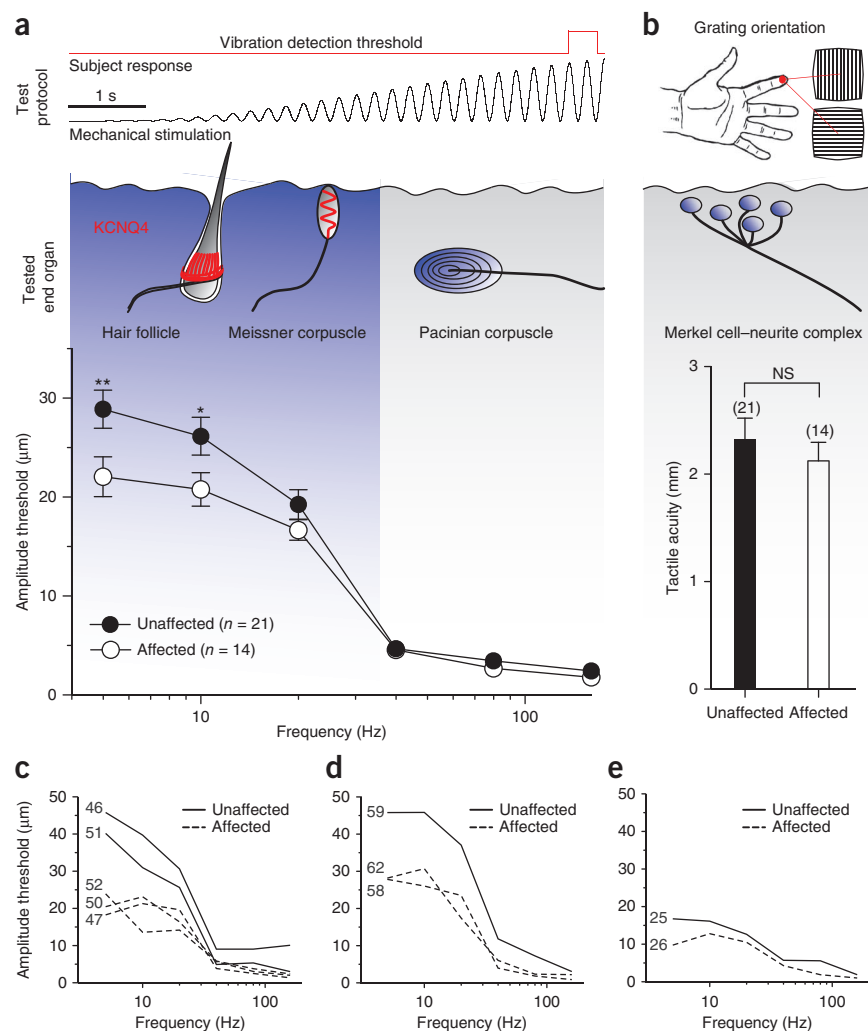 a
Vibration detection threshold
Subject response
1 s
Mechanical stimulation
Test
protocol
KCNQ4
Hair follicle
Meissner corpuscle
Pacinian corpuscle
Tested
end organ
**
*
30
20
10
0
Amplitude threshold (µm)
Unaffected (n = 21)
Affected (n = 14)
10
100
Frequency (Hz)
b
Grating orientation
Merkel cell–neurite complex
3
2
1
0
Tactile acuity (mm)
NS
(21)
(14)
Unaffected
Affected
c
50
40
30
20
10
0
Amplitude threshold (µm)
46
51
52
50
47
Unaffected
Affected
10
100
Frequency (Hz)
d
50
40
30
20
10
0
59
62
58
Unaffected
Affected
10
100
Frequency (Hz)
e
50
40
30
20
10
0
25
26
Unaffected
Affected
10
100
Frequency (Hz)